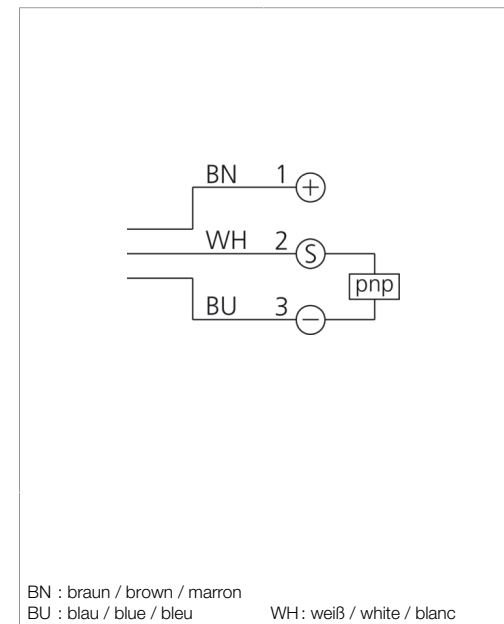 BN 1 +
WH 2 S
pnp
BU 3 −
BN : braun / brown / marron
BU : blau / blue / bleu WH : weiß / white / blanc